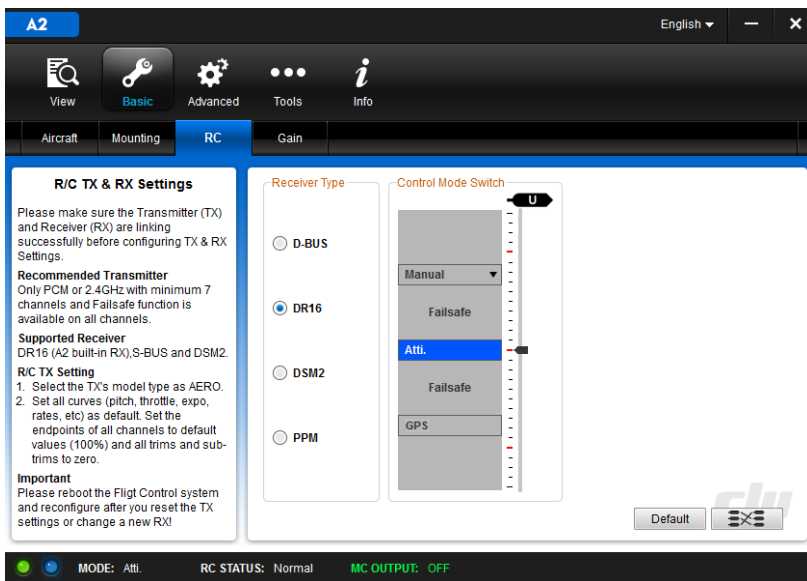 A2
English
View
Basic
Advanced
Tools
Info
Aircraft
Mounting
RC
Gain
R/C TX & RX Settings
Please make sure the Transmitter (TX)
and Receiver (RX) are linking
successfully before configuring TX & RX
Settings.
Recommended Transmitter
Only PCM or 2.4GHz with minimum 7
channels and Failsafe function is
available on all channels.
Supported Receiver
DR16 (A2 built-in RX),S-BUS and DSM2.
R/C TX Setting
1. Select the TX's model type as AERO.
2. Set all curves (pitch, throttle, expo,
rates, etc) as default. Set the
endpoints of all channels to default
values (100%) and all trims and sub-
trims to zero.
Important
Please reboot the Fligt Control system
and reconfigure after you reset the TX
settings or change a new RX!
Receiver Type
D-BUS
DR16
DSM2
PPM
Control Mode Switch
U
Manual
Failsafe
Atti.
Failsafe
GPS
dji
Default
MODE: Atti.
RC STATUS: Normal
MC OUTPUT: OFF